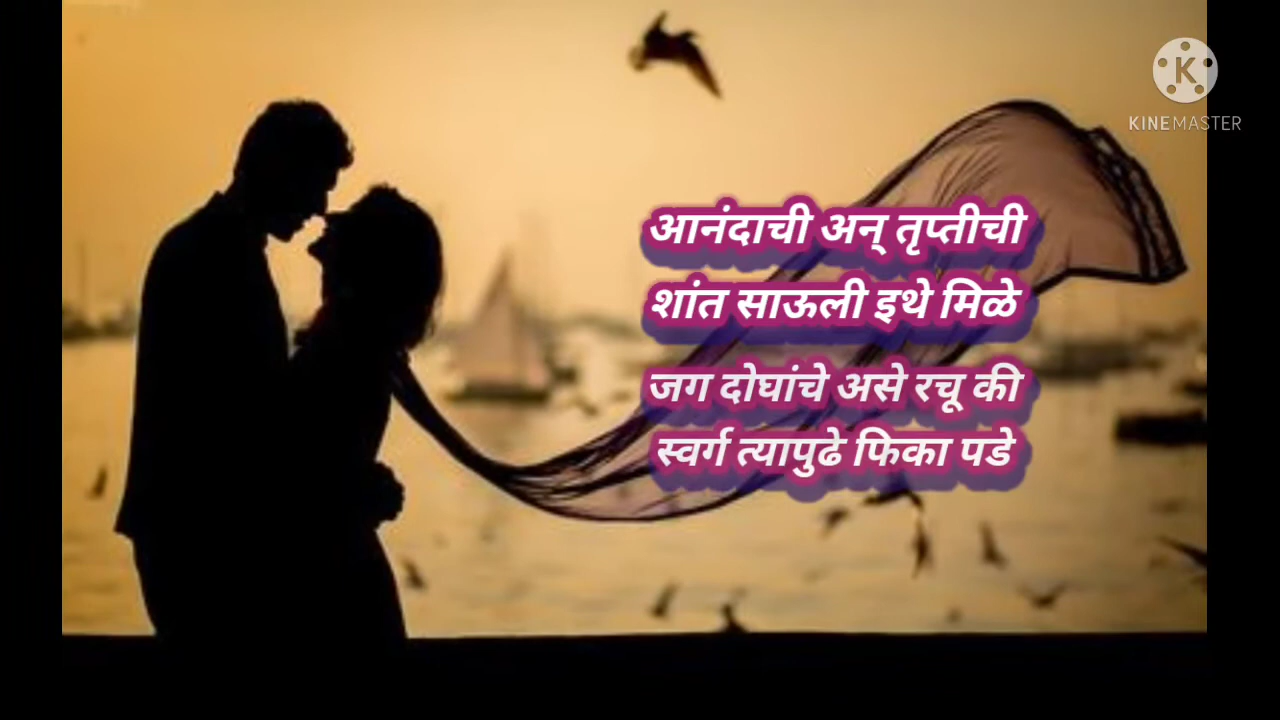 KINEMASTER
आनंदाची अन् तृप्तीची
शांत साऊली इथे मिळे
जग दोघांचे असे रचू की
स्वर्ग त्यापुढे फिका पडे